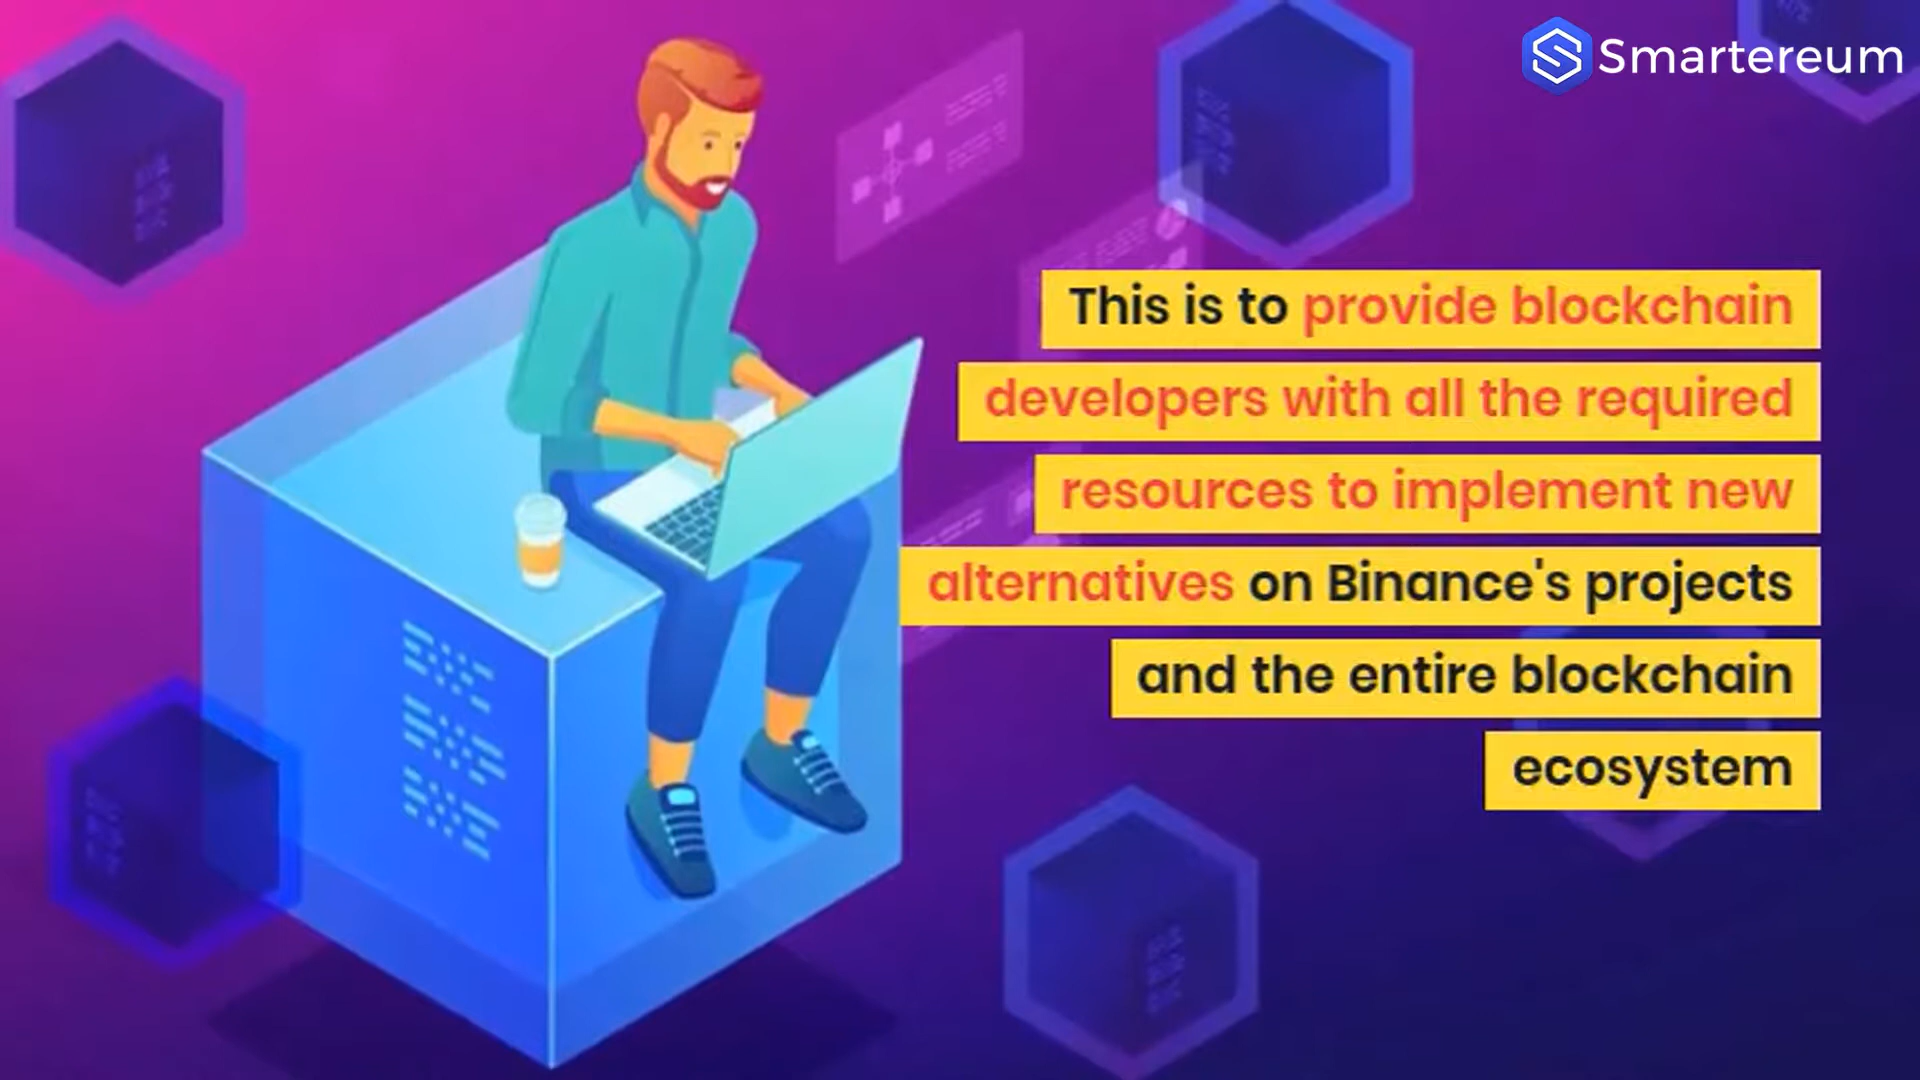 Smartereum
This is to provide blockchain
developers with all the required
resources to implement new
alternatives on Binance's projects
and the entire blockchain
ecosystem